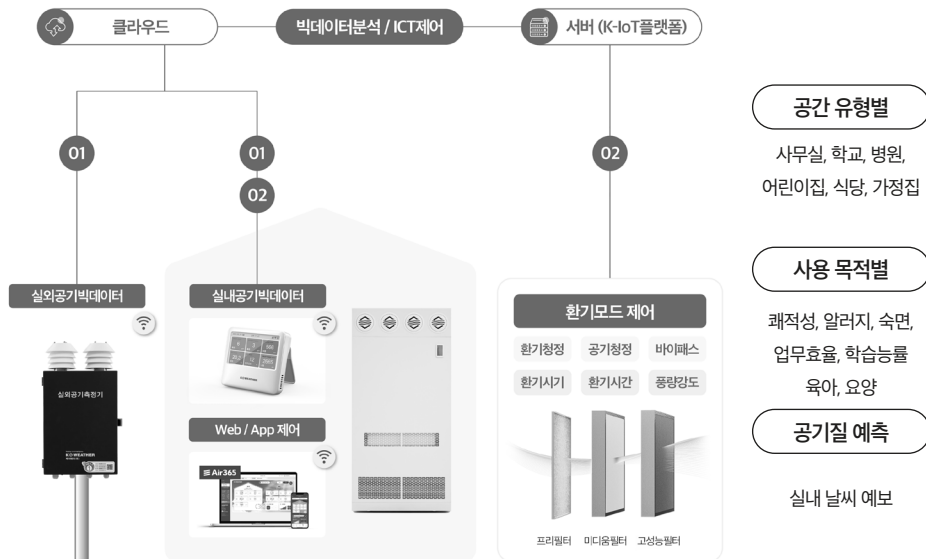 클라우드
빅데이터분석 / ICT제어
서버 (K-IoT플랫폼)
01
01
02
02
공간 유형별
사무실, 학교, 병원,
어린이집, 식당, 가정집
사용 목적별
쾌적성, 알러지, 숙면,
업무효율, 학습능률
육아, 요양
공기질 예측
실내 날씨 예보
실외공기빅데이터
실외공기측정기
K WEATHER
실내공기빅데이터
Web / App 제어
Air365
환기모드 제어
환기청정
공기청정
바이패스
환기시기
환기시간
풍량강도
프리필터
미디움필터
고성능필터